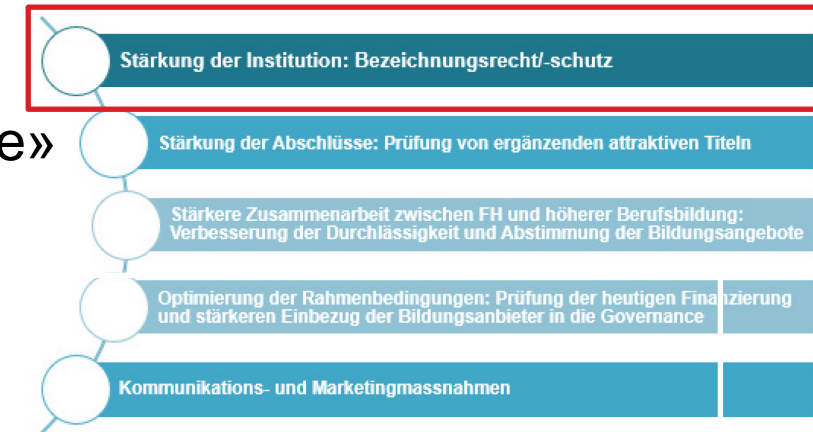 Stärkung der Institution: Bezeichnungsrecht/-schutz
e»
Stärkung der Abschlüsse: Prüfung von ergänzenden attraktiven Titeln
Stärkere Zusammenarbeit zwischen FH und höherer Berufsbildung:
Verbesserung der Durchlässigkeit und Abstimmung der Bildungsangebote
Optimierung der Rahmenbedingungen: Prüfung der heutigen Finanzierung
und stärkeren Einbezug der Bildungsanbieter in die Governance
Kommunikations- und Marketingmassnahmen